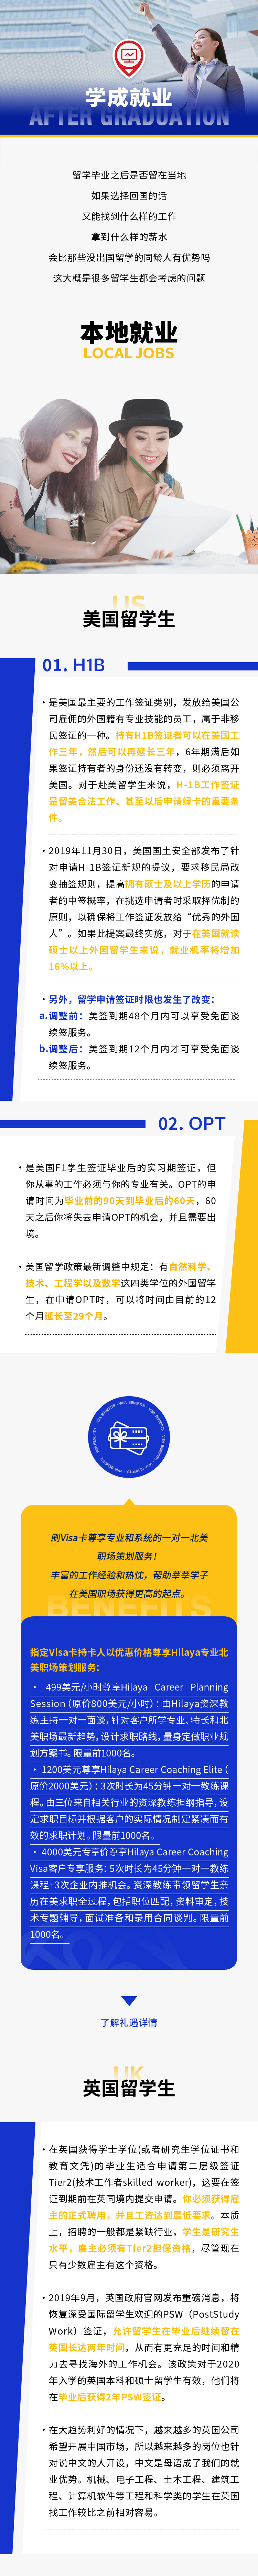 学成就业
AFTER GRADUATION
留学毕业之后是否留在当地
如果选择回国的话
又能找到什么样的工作
拿到什么样的薪水
会比那些没出国留学的同龄人有优势吗
这大概是很多留学生都会考虑的问题
本地就业
LOCAL JOBS
US
美国留学生
01. H1B
·是美国最主要的工作签证类别，发放给美国公
司雇佣的外国籍有专业技能的员工，属于非移
民签证的一种。持有H1B签证者可以在美国工
作三年，然后可以再延长三年，6年期满后如
果签证持有者的身份还没有转变，则必须离开
美国。对于赴美留学生来说，H-1B工作签证
是留美合法工作、甚至以后申请绿卡的重要条
件。
·2019年11月30日，美国国土安全部发布了针
对申请H-1B签证新规的提议，要求移民局改
变抽签规则，提高拥有硕士及以上学历的申请
者的中签概率，在挑选申请者时采取择优制的
原则，以确保将工作签证发放给“优秀的外国
人”。如果此提案最终实施，对于在美国就读
硕士以上外国留学生来说，就业机率将增加
16%以上。
·另外，留学申请签证时限也发生了改变：
a.调整前：美签到期48个月内可以享受免面谈
续签服务。
b.调整后：美签到期12个月内才可享受免面谈
续签服务。
02. OPT
·是美国F1学生签证毕业后的实习期签证，但
你从事的工作必须与你的专业有关。OPT的申
请时间为毕业前的90天到毕业后的60天，60
天之后你将失去申请OPT的机会，并且需要出
境。
·美国留学政策最新调整中规定：有自然科学、
技术、工程学以及数学这四类学位的外国留学
生，在申请OPT时，可以将时间由目前的12
个月延长至29个月。
刷Visa卡尊享专业和系统的一对一北美
职场策划服务！
丰富的工作经验和热忱，帮助莘莘学子
在美国职场获得更高的起点。
BENEFITS
指定Visa卡持卡人以优惠价格尊享Hilaya专业北
美职场策划服务：
· 499美元/小时尊享Hilaya Career Planning
Session（原价800美元/小时）：由Hilaya资深教
练主持一对一面谈，针对客户所学专业、特长和北
美职场最新趋势，设计求职路线，量身定做职业规
划方案书。限量前1000名。
· 1200美元尊享Hilaya Career Coaching Elite（
原价2000美元）：3次时长为45分钟一对一教练课
程。由三位来自相关行业的资深教练担纲指导，设
定求职目标并根据客户的实际情况制定紧凑而有
效的求职计划。限量前1000名。
· 4000美元专享价尊享Hilaya Career Coaching
Visa客户专享服务：5次时长为45分钟一对一教练
课程+3次企业内推机会。资深教练带领留学生亲
历在美求职全过程，包括职位匹配，资料审定，技
术专题辅导，面试准备和录用合同谈判。限量前
1000名。
了解礼遇详情
UK
英国留学生
·在英国获得学士学位(或者研究生学位证书和
教育文凭)的毕业生适合申请第二层级签证
Tier2(技术工作者skilled worker)，这要在签
证到期前在英同境内提交申请。你必须获得雇
主的正式聘用，并且工资达到最低要求。本质
上，招聘的一般都是紧缺行业，学生是研究生
水平，雇主必须有Tier2担保资格，尽管现在
只有少数雇主有这个资格。
·2019年9月，英国政府官网发布重磅消息，将
恢复深受国际留学生欢迎的PSW（PostStudy
Work）签证，允许留学生在毕业后继续留在
英国长达两年时间，从而有更充足的时间和精
力去寻找海外的工作机会。该政策对于2020
年入学的英国本科和硕士留学生有效，他们将
在毕业后获得2年PSW签证。
·在大趋势利好的情况下，越来越多的英国公司
希望开展中国市场，所以越来越多的岗位也针
对说中文的人开设，中文是母语成了我们的就
业优势。机械、电子工程、土木工程、建筑工
程、计算机软件等工程和科学类的学生在英国
找工作较比之前相对容易。